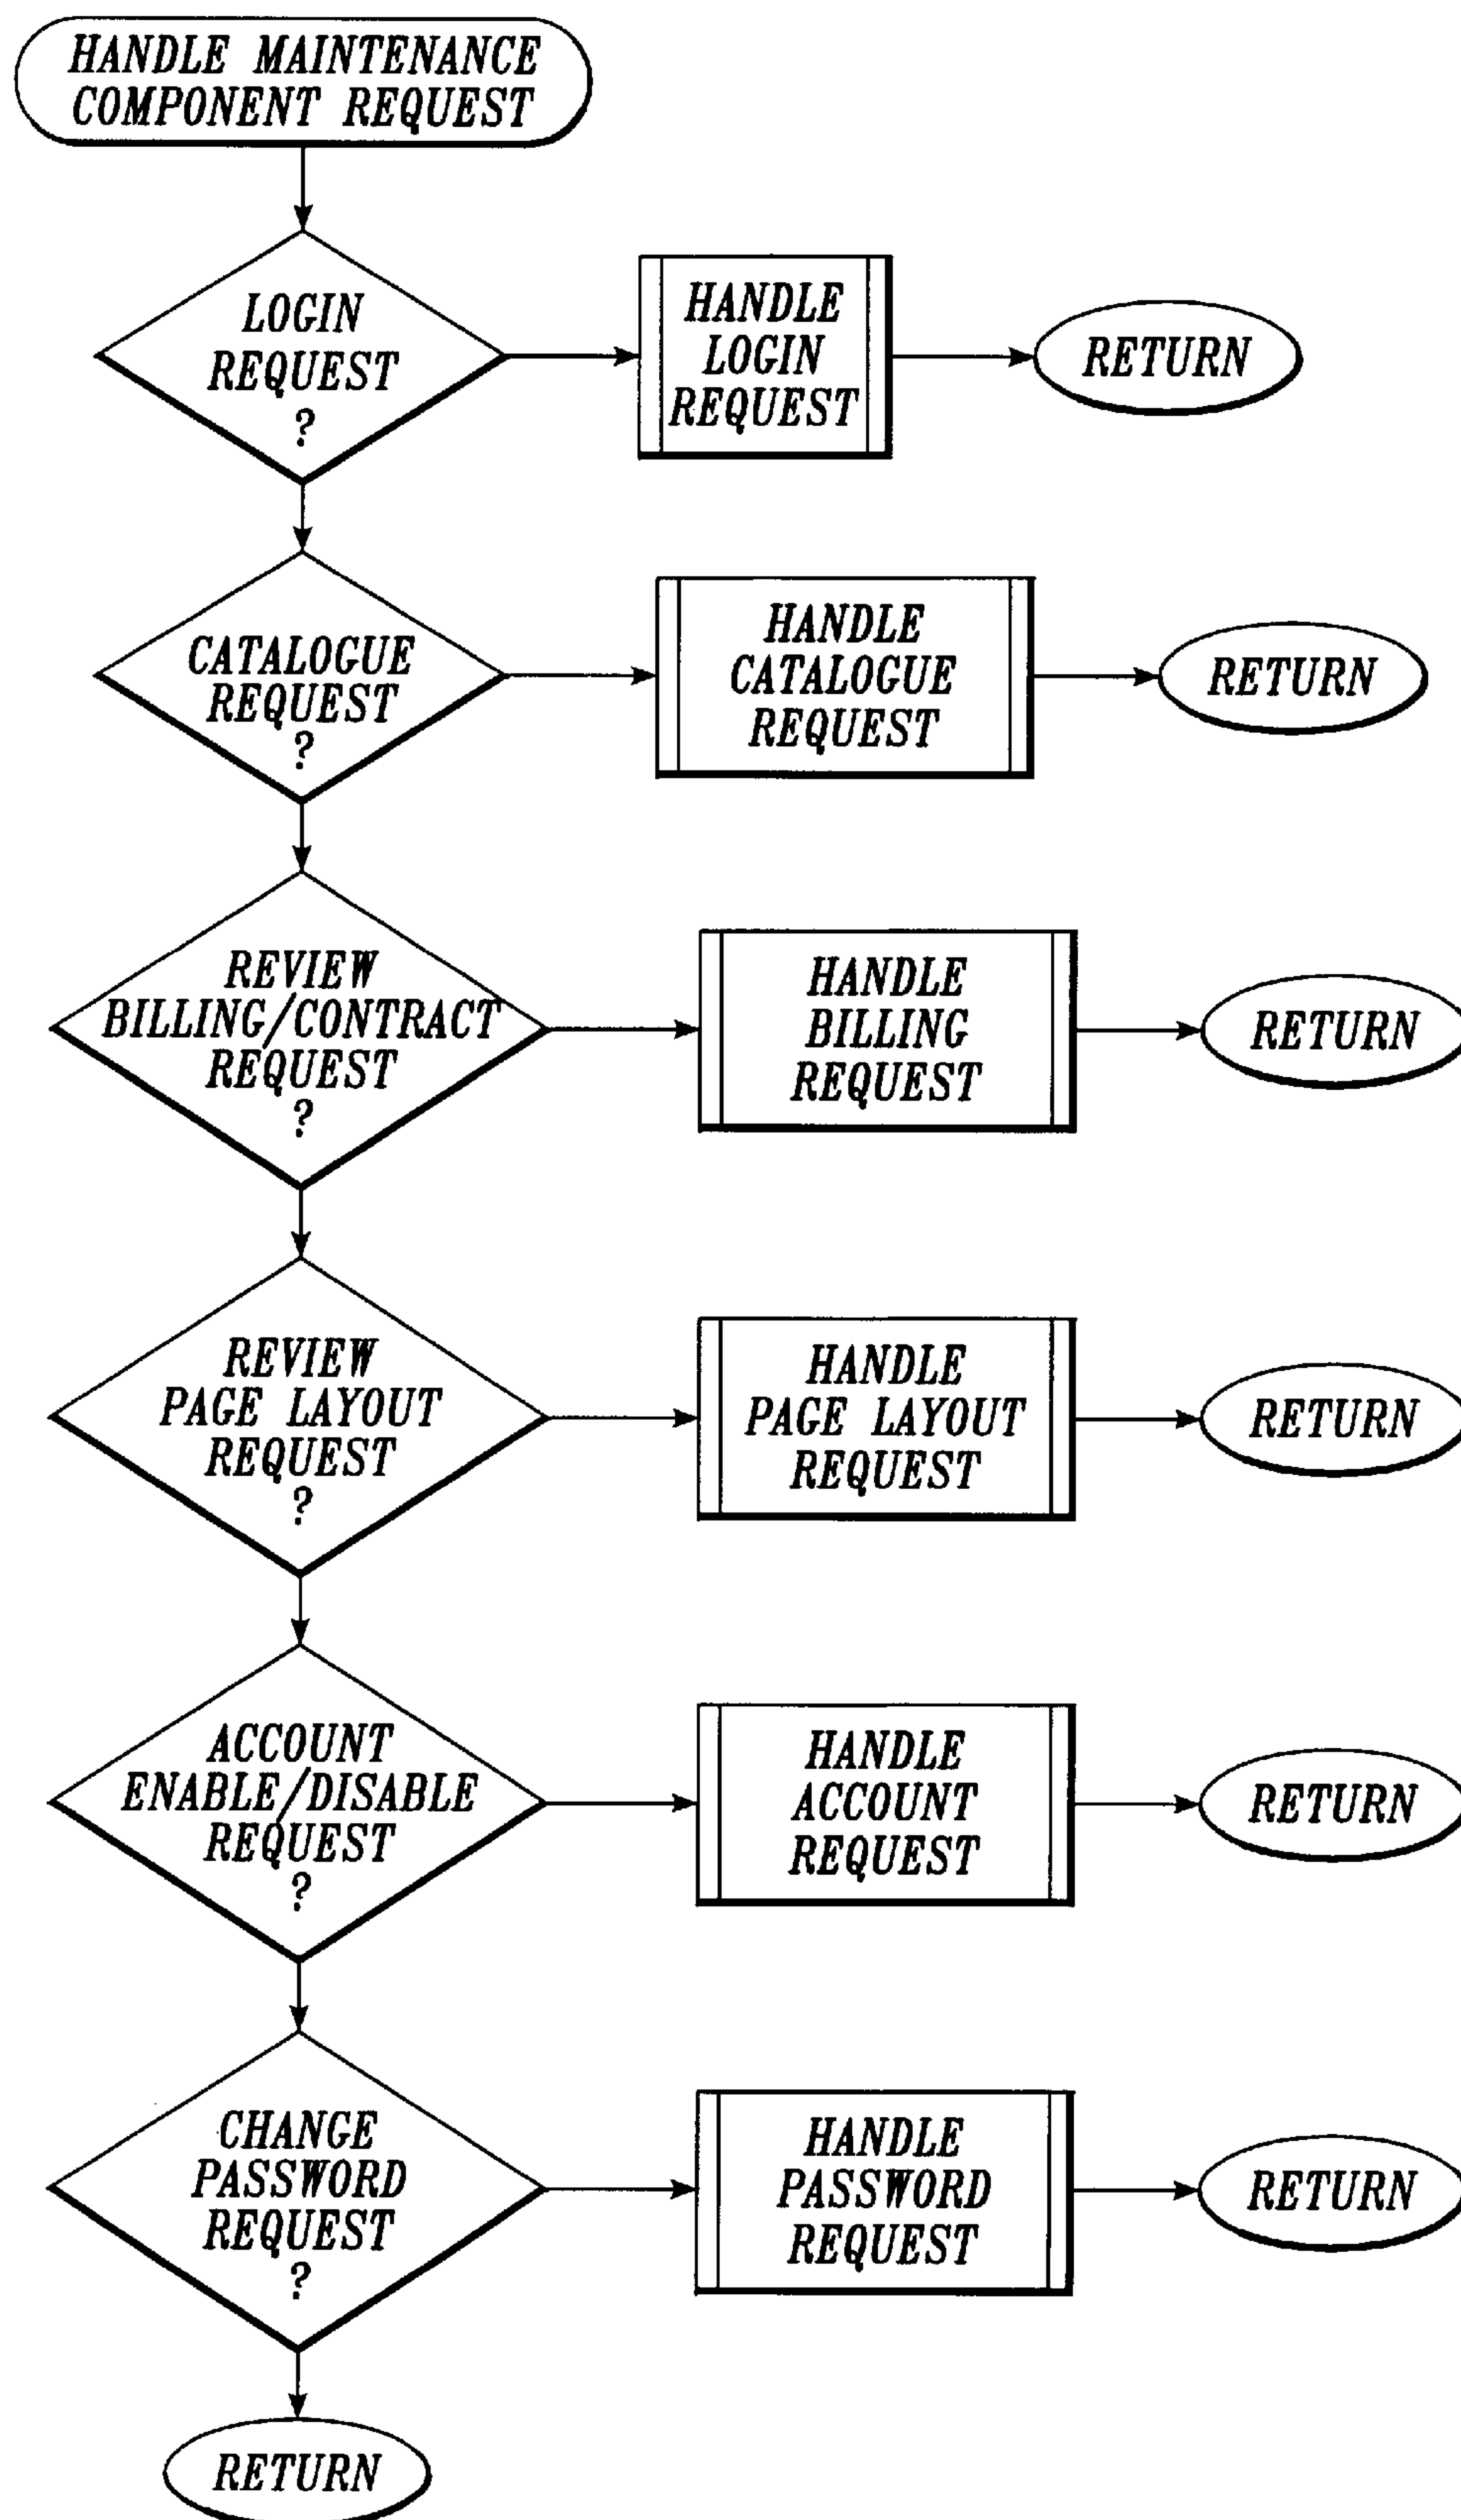 HANDLE MAINTENANCE
COMPONENT REQUEST
LOGIN
REQUEST
?
HANDLE
LOGIN
REQUEST
RETURN
CATALOGUE
REQUEST
?
HANDLE
CATALOGUE
REQUEST
RETURN
REVIEW
BILLING/CONTRACT
REQUEST
?
HANDLE
BILLING
REQUEST
RETURN
REVIEW
PAGE LAYOUT
REQUEST
?
HANDLE
PAGE LAYOUT
REQUEST
RETURN
ACCOUNT
ENABLE/DISABLE
REQUEST
?
HANDLE
ACCOUNT
REQUEST
RETURN
CHANGE
PASSWORD
REQUEST
?
HANDLE
PASSWORD
REQUEST
RETURN
RETURN